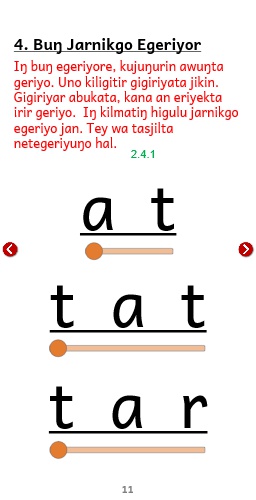 4. Buŋ Jarnikgo Egeriyor
Iŋ buŋ egeriyore, kujuŋurin awuŋta
geriyo. Uno kiligitir gigiriyata jikin.
Gigiriyar abukata, kana an eriyekta
irir geriyo.  Iŋ kilmatiŋ higulu jarnikgo
egeriyo jan. Tey wa tasjilta
netegeriyuŋo hal.
2.4.1
a t
t a t
t a r
11